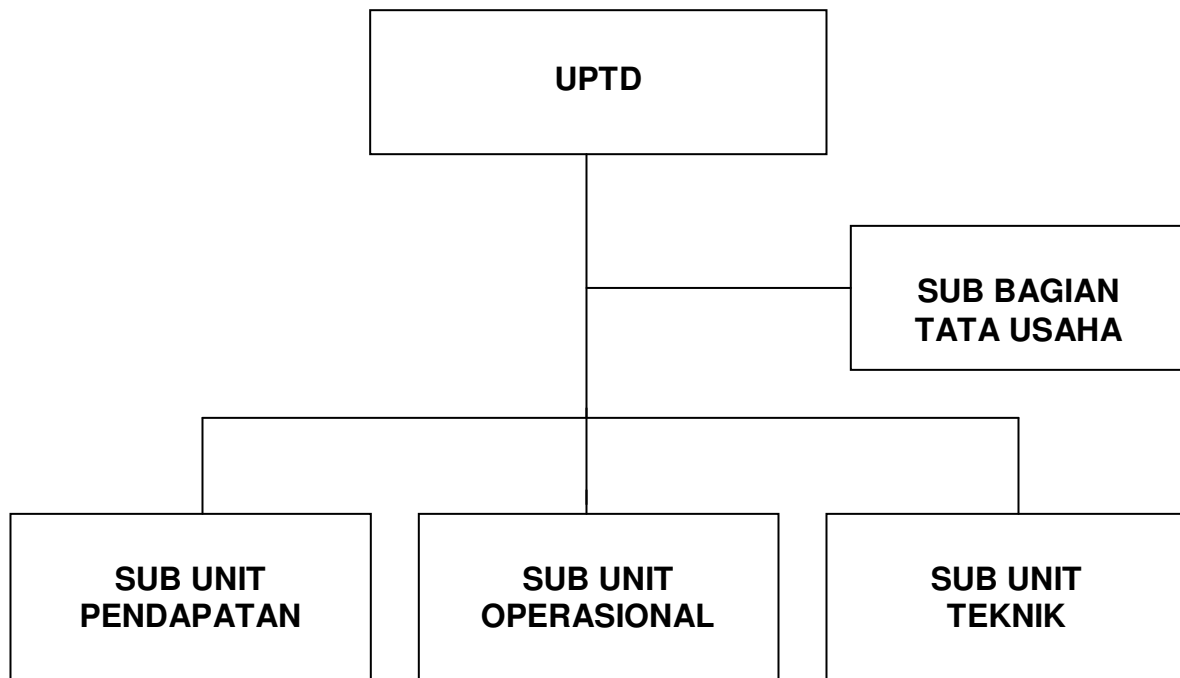 UPTD
SUB BAGIAN
TATA USAHA
SUB UNIT
PENDAPATAN
SUB UNIT
OPERASIONAL
SUB UNIT
TEKNIK